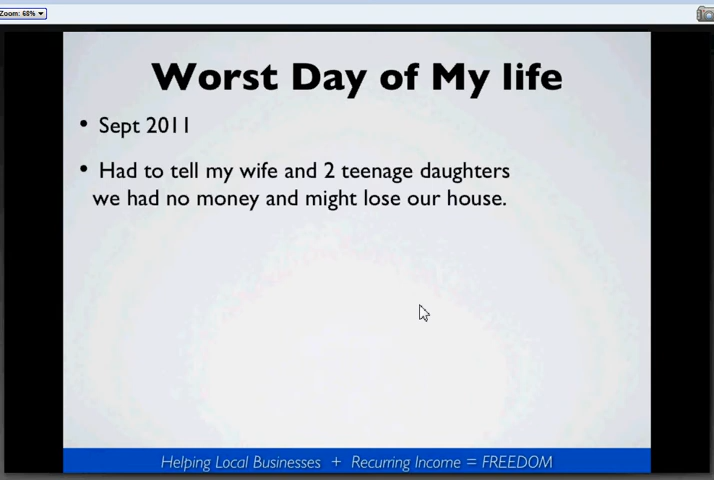 Zoom: 68%
Worst Day of My life
• Sept 2011
• Had to tell my wife and 2 teenage daughters
we had no money and might lose our house.
Helping Local Businesses + Recurring Income = FREEDOM